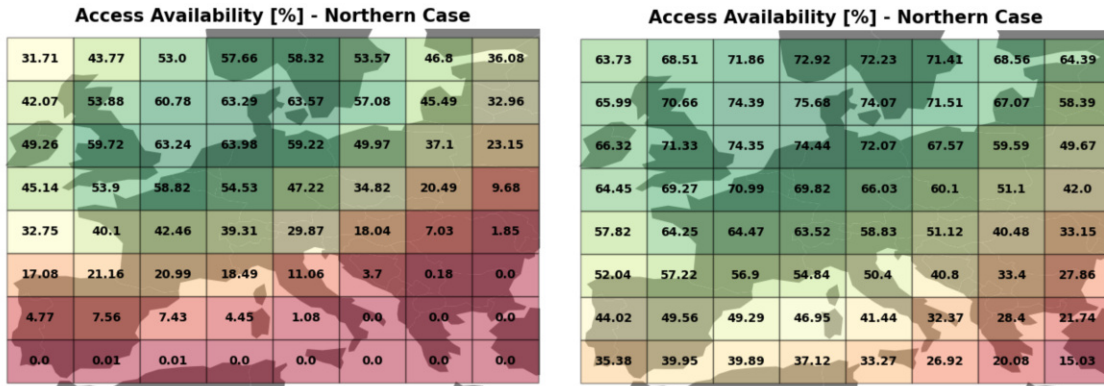 Access Availability [%] - Northern Case
31.71 43.77 53.0 57.66 58.32 53.57 46.8 36.08
42.07 53.88 60.78 63.29 63.57 57.08 45.49 32.96
49.26 59.72 63.24 63.98 59.22 49.97 37.1 23.15
45.14 53.9 58.82 54.53 47.22 34.82 20.49 9.68
32.75 40.1 42.46 39.31 29.87 18.04 7.03 1.85
17.08 21.16 20.99 18.49 11.06 3.7 0.18 0.0
4.77 7.56 7.43 4.45 1.08 0.0 0.0 0.0
0.0 0.01 0.01 0.0 0.0 0.0 0.0 0.0
Access Availability [%] - Northern Case
63.73 68.51 71.86 72.92 72.23 71.41 68.56 64.39
65.99 70.66 74.39 75.68 74.07 71.51 67.07 58.39
66.32 71.33 74.35 74.44 72.07 67.57 59.59 49.67
64.45 69.27 70.99 69.82 66.03 60.1 51.1 42.0
57.82 64.25 64.47 63.52 58.83 51.12 40.48 33.15
52.04 57.22 56.9 54.84 50.4 40.8 33.4 27.86
44.02 49.56 49.29 46.95 41.44 32.37 28.4 21.74
35.38 39.95 39.89 37.12 33.27 26.92 20.08 15.03